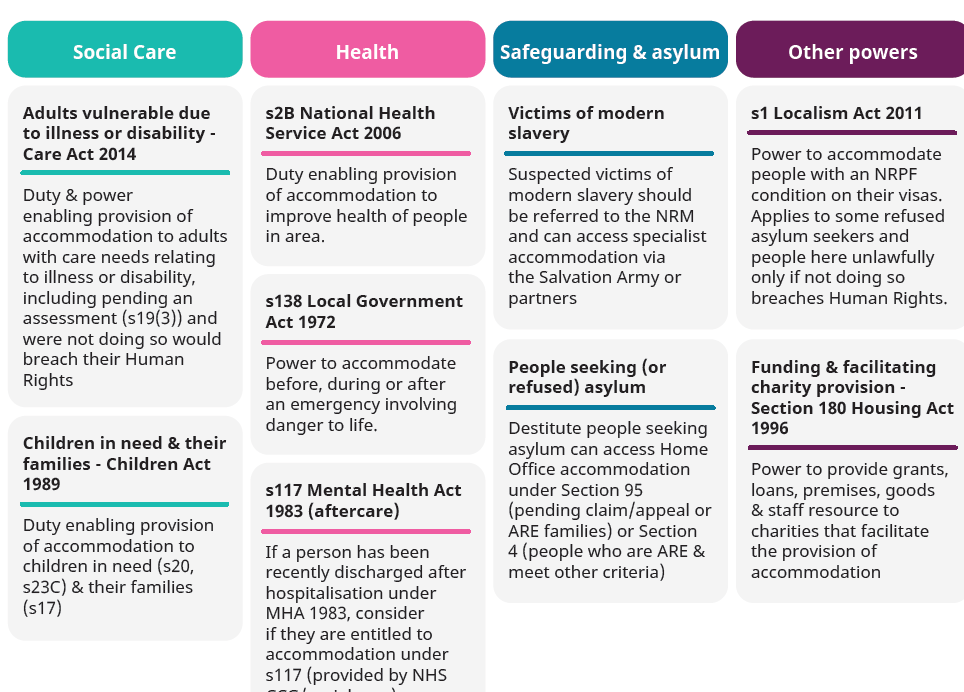 Social Care
Adults vulnerable due
to illness or disability -
Care Act 2014
Duty & power
enabling provision of
accommodation to adults
with care needs relating
to illness or disability,
including pending an
assessment (s19(3)) and
were not doing so would
breach their Human
Rights
Children in need & their
families - Children Act
1989
Duty enabling provision
of accommodation to
children in need (s20,
s23C) & their families
(s17)
Health
s2B National Health
Service Act 2006
Duty enabling provision
of accommodation to
improve health of people
in area.
s138 Local Government
Act 1972
Power to accommodate
before, during or after
an emergency involving
danger to life.
s117 Mental Health Act
1983 (aftercare)
If a person has been
recently discharged after
hospitalisation under
MHA 1983, consider
if they are entitled to
accommodation under
s117 (provided by NHS
Safeguarding & asylum
Victims of modern
slavery
Suspected victims of
modern slavery should
be referred to the NRM
and can access specialist
accommodation via
the Salvation Army or
partners
People seeking (or
refused) asylum
Destitute people seeking
asylum can access Home
Office accommodation
under Section 95
(pending claim/appeal or
ARE families) or Section
4 (people who are ARE &
meet other criteria)
Other powers
s1 Localism Act 2011
Power to accommodate
people with an NRPF
condition on their visas.
Applies to some refused
asylum seekers and
people here unlawfully
only if not doing so
breaches Human Rights.
Funding & facilitating
charity provision -
Section 180 Housing Act
1996
Power to provide grants,
loans, premises, goods
& staff resource to
charities that facilitate
the provision of
accommodation